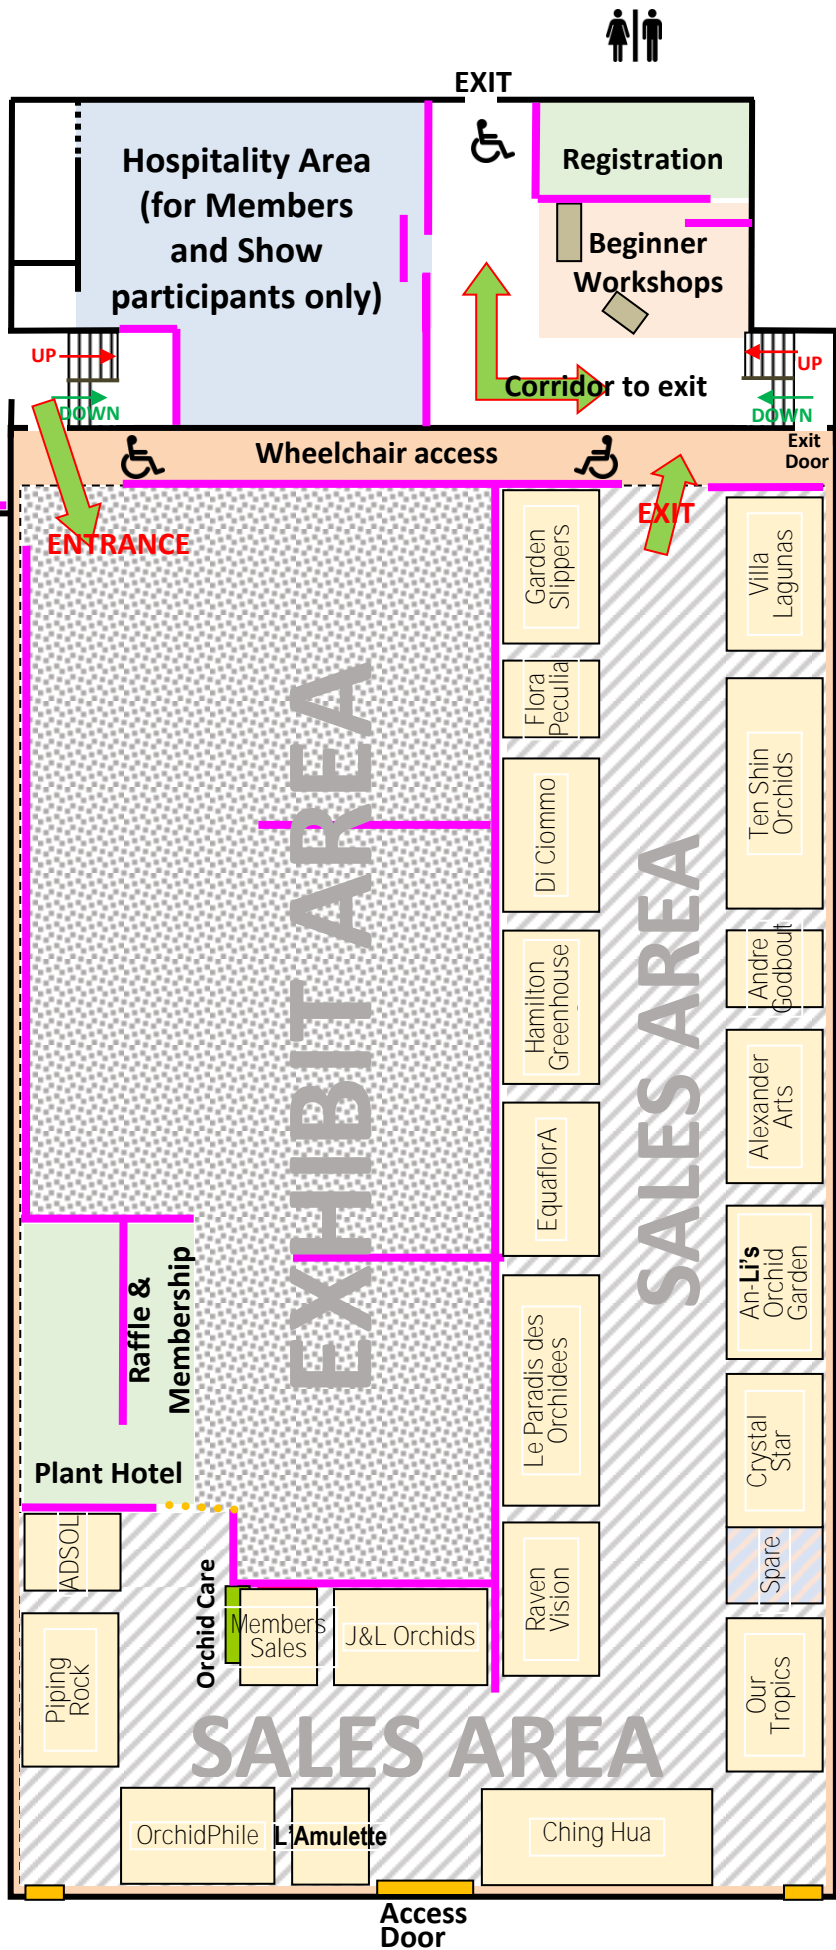 EXIT
Hospitality Area
(for Members
and Show
participants only)
Registration
Beginner
Workshops
UP
DOWN
Corridor to exit
UP
DOWN
Wheelchair access
Exit
Door
ENTRANCE
EXIT
Garden
Slippers
Villa
Lagunas
Flora
Peculia
Ten Shin
Orchids
Di Ciommo
EXHIBIT AREA
SALES AREA
Hamilton
Greenhouse
Andre
Godbout
Alexander
Arts
EquaflorA
An-Li's
Orchid
Garden
Raffle &
Membership
Le Paradis des
Orchidees
Crystal
Star
Plant Hotel
ADSOL
Orchid Care
Raven
Vision
Spare
Members
Sales
J&L Orchids
Piping
Rock
Our
Tropics
SALES AREA
OrchidPhile
L'Amulette
Ching Hua
Access
Door